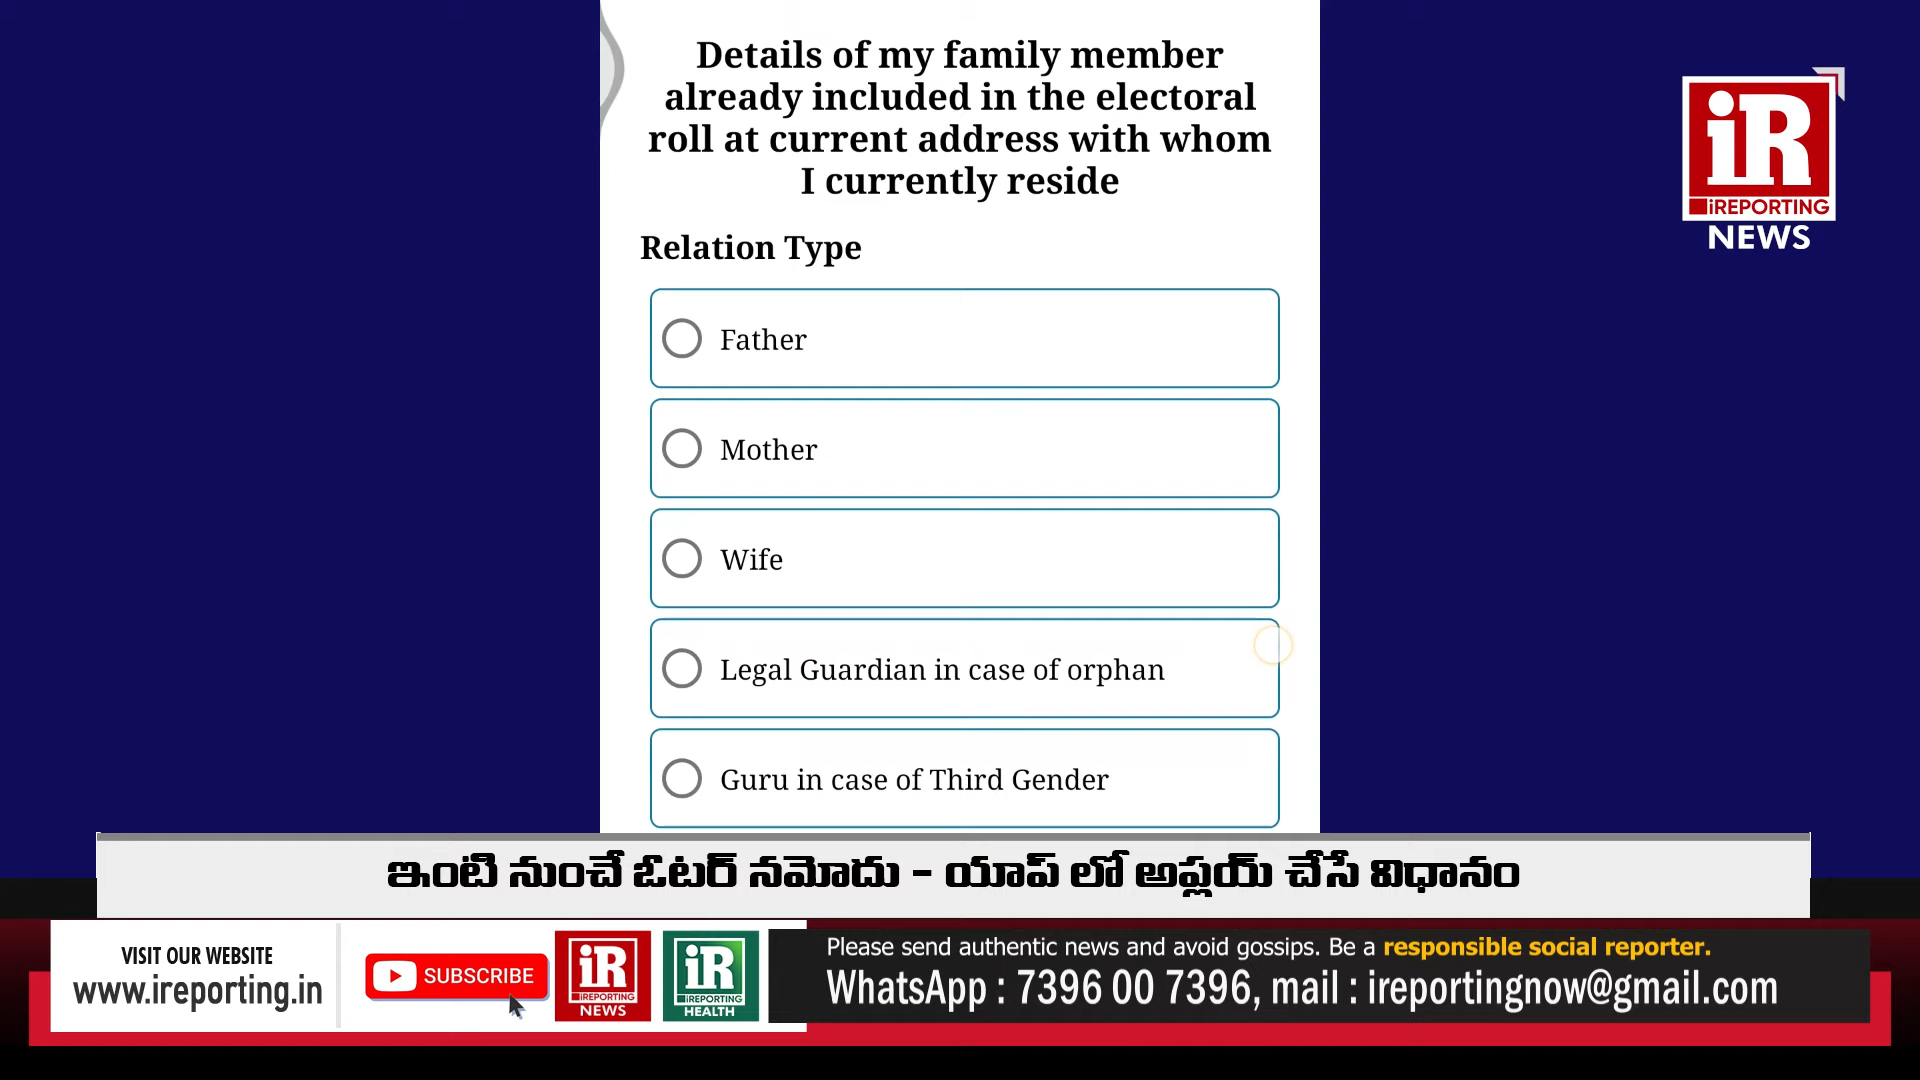 Details of my family member
already included in the electoral
roll at current address with whom
I currently reside
Relation Type
Father
Mother
Wife
Legal Guardian in case of orphan
Guru in case of Third Gender
iR
iREPORTING
NEWS
ఇంటి నుంచే ఓటర్ నమోదు - యాప్ లో అప్లయ్ చేసే విధానం
VISIT OUR WEBSITE
www.ireporting.in
SUBSCRIBE
iR
iREPORTING
NEWS
iR
iREPORTING
HEALTH
Please send authentic news and avoid gossips. Be a responsible social reporter.
WhatsApp : 7396 00 7396, mail : ireportingnow@gmail.com